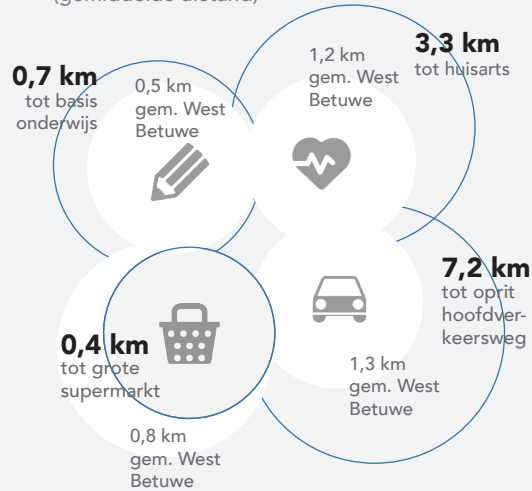 (gemiddelde afstand)
0,7 km
tot basis
onderwijs
0,5 km
gem. West
Betuwe
1,2 km
gem. West
Betuwe
3,3 km
tot huisarts
0,4 km
tot grote
supermarkt
0,8 km
gem. West
Betuwe
7,2 km
tot oprit
hoofdver-
keersweg
1,3 km
gem. West
Betuwe